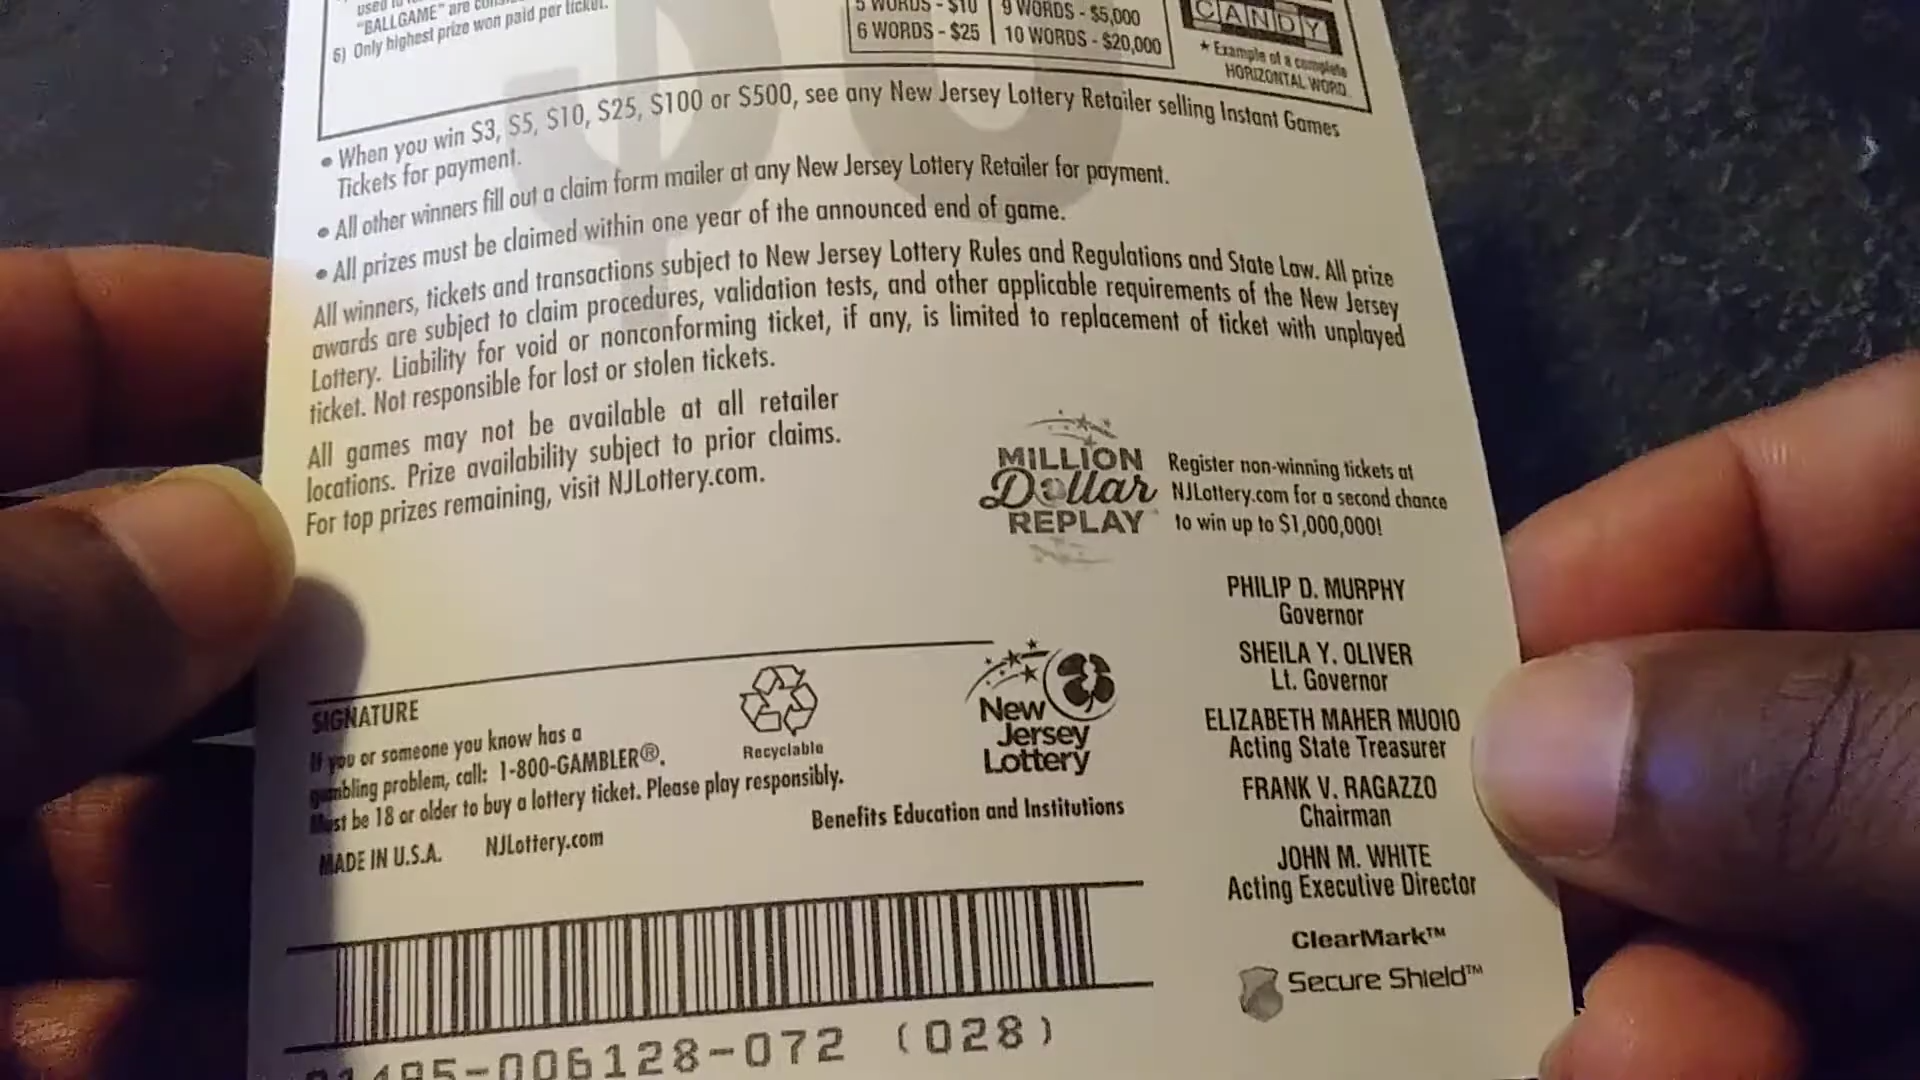 used to
"BALLGAME" are
6) Only highest prize won paid per ticket.
5 WORDS - $10 9 WORDS - $5,000
6 WORDS - $25 10 WORDS - $20,000
CANDY
* Example of a complete
HORIZONTAL WORD.
• When you win $3, $5, $10, $25, $100 or $500, see any New Jersey Lottery Retailer selling Instant Games
Tickets for payment.
• All other winners fill out a claim form mailer at any New Jersey Lottery Retailer for payment.
• All prizes must be claimed within one year of the announced end of game.
All winners, tickets and transactions subject to New Jersey Lottery Rules and Regulations and State Law. All prize
awards are subject to claim procedures, validation tests, and other applicable requirements of the New Jersey
Lottery. Liability for void or nonconforming ticket, if any, is limited to replacement of ticket with unplayed
ticket. Not responsible for lost or stolen tickets.
All games may not be available at all retailer
locations. Prize availability subject to prior claims.
For top prizes remaining, visit NJLottery.com.
MILLION
Dollar
REPLAY
Register non-winning tickets at
NJLottery.com for a second chance
to win up to $1,000,000!
PHILIP D. MURPHY
Governor
SHEILA Y. OLIVER
Lt. Governor
ELIZABETH MAHER MUOIO
Acting State Treasurer
FRANK V. RAGAZZO
Chairman
JOHN M. WHITE
Acting Executive Director
ClearMark™
Secure Shield™
SIGNATURE
If you or someone you know has a
gambling problem, call: 1-800-GAMBLER®.
Must be 18 or older to buy a lottery ticket. Please play responsibly.
MADE IN U.S.A. NJLottery.com
Recyclable
New
Jersey
Lottery
Benefits Education and Institutions
01495-006128-072 (028)